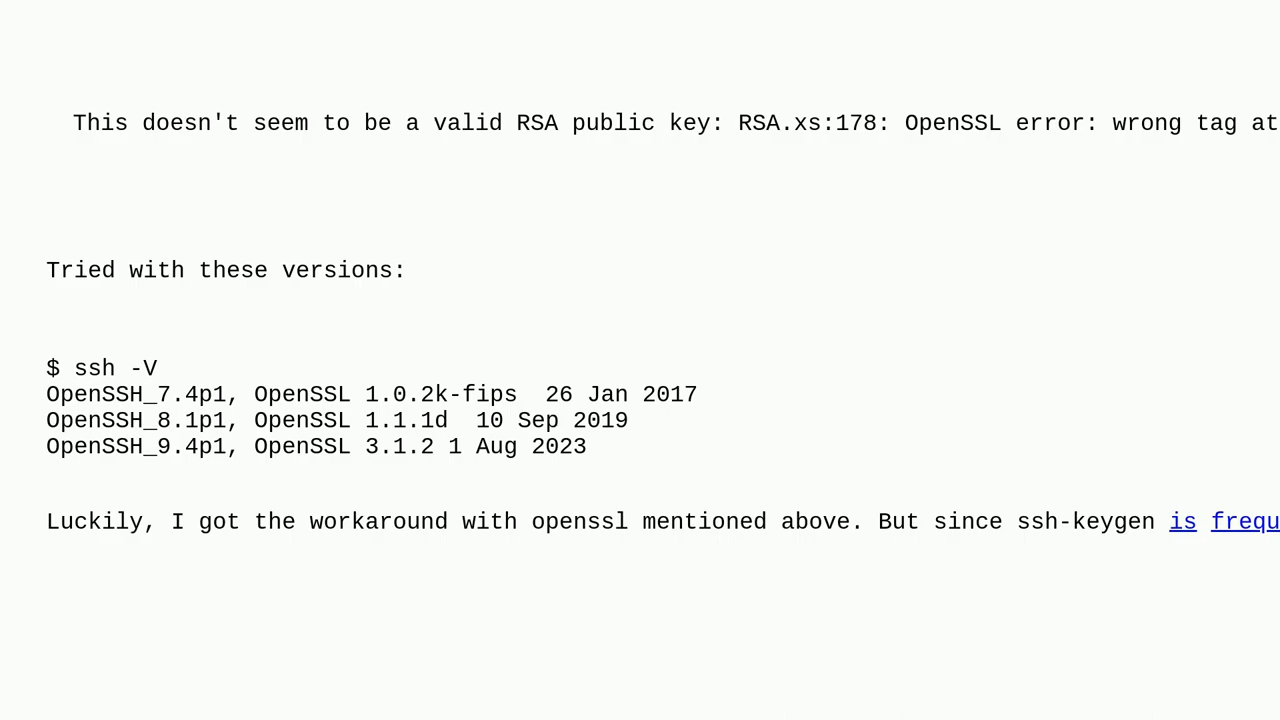 This doesn't seem to be a valid RSA public key: RSA.xs:178: OpenSSL error: wrong tag at
Tried with these versions:
$ ssh -V
OpenSSH_7.4p1, OpenSSL 1.0.2k-fips  26 Jan 2017
OpenSSH_8.1p1, OpenSSL 1.1.1d  10 Sep 2019
OpenSSH_9.4p1, OpenSSL 3.1.2 1 Aug 2023
Luckily, I got the workaround with openssl mentioned above. But since ssh-keygen is frequ